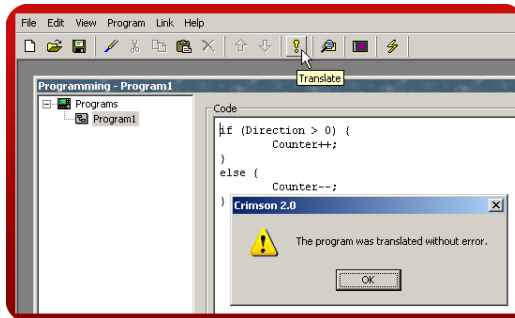 File Edit View Program Link Help
Translate
Programming - Program1
Programs
Program1
Code
if (Direction > 0) {
Counter++;
}
else {
Counter--;
}
Crimson 2.0
The program was translated without error.
OK